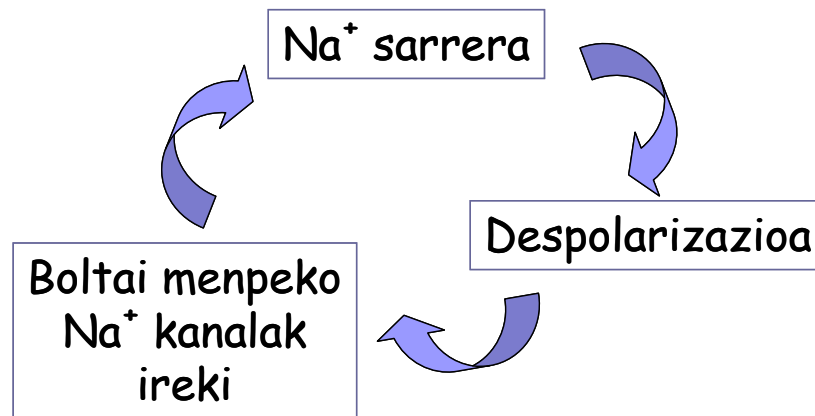 Na⁺ sarrera
Despolarizazioa
Boltai menpeko
Na⁺ kanalak
ireki